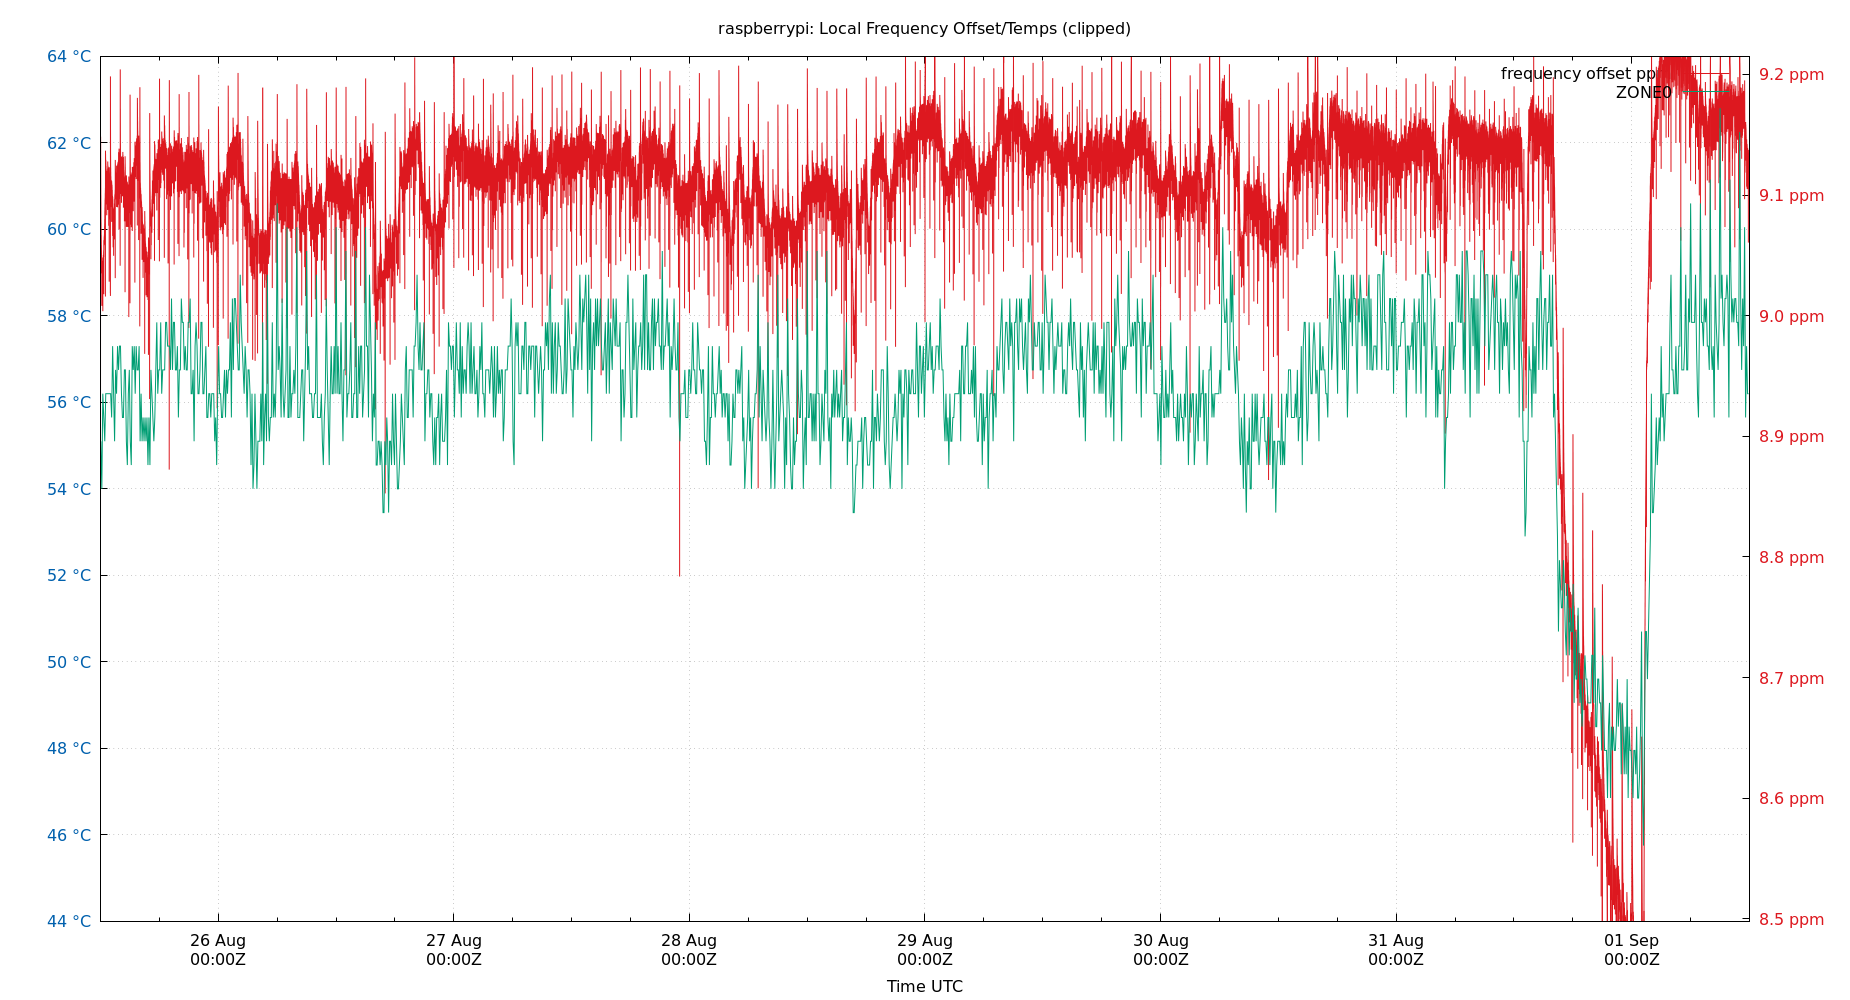 raspberrypi: Local Frequency Offset/Temps (clipped)
64 °C
62 °C
60 °C
58 °C
56 °C
54 °C
52 °C
50 °C
48 °C
46 °C
44 °C
frequency offset pp
ZONE0
9.2 ppm
9.1 ppm
9.0 ppm
8.9 ppm
8.8 ppm
8.7 ppm
8.6 ppm
8.5 ppm
26 Aug
00:00Z
27 Aug
00:00Z
28 Aug
00:00Z
29 Aug
00:00Z
30 Aug
00:00Z
31 Aug
00:00Z
01 Sep
00:00Z
Time UTC